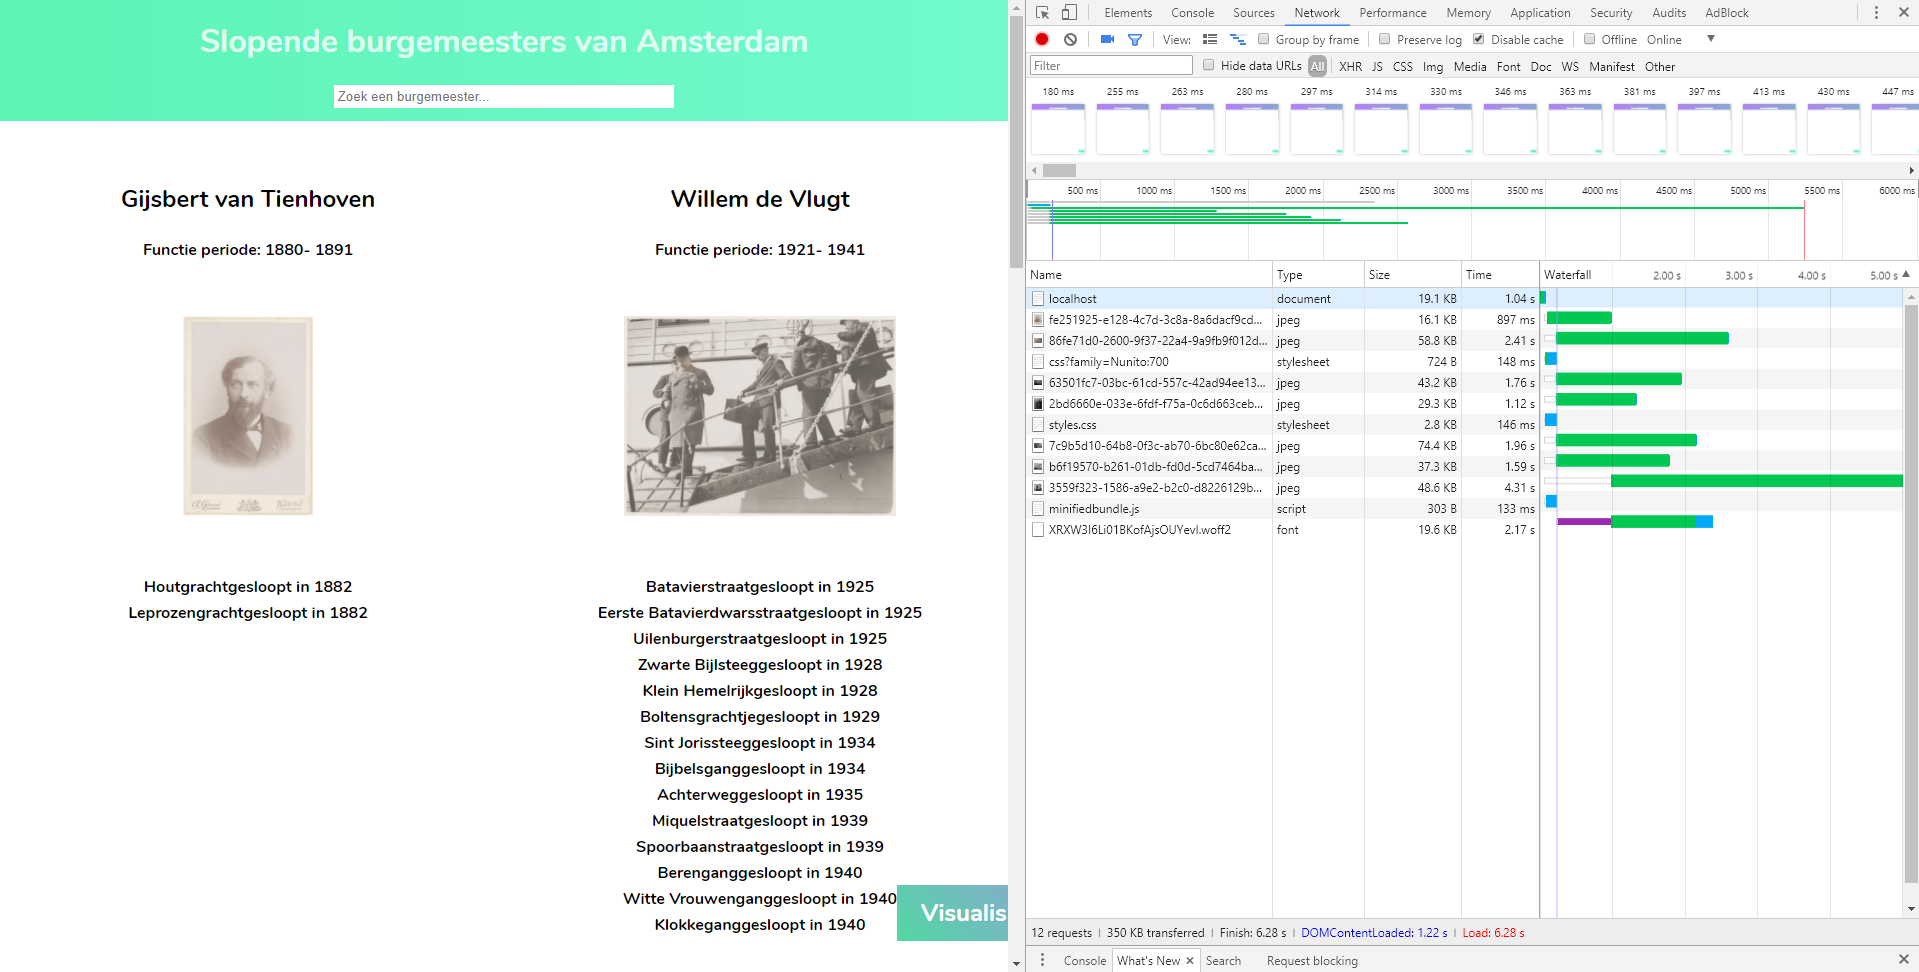 Slopende burgemeesters van Amsterdam
Zoek een burgemeester...
Gijsbert van Tienhoven
Functie periode: 1880- 1891
Houtgrachtgesloopt in 1882
Leprozengrachtgesloopt in 1882
Willem de Vlugt
Functie periode: 1921- 1941
Batavierstraatgesloopt in 1925
Eerste Batavierdwarsstraatgesloopt in 1925
Uilenburgerstraatgesloopt in 1925
Zwarte Bijlsteeggesloopt in 1928
Klein Hemelrijkgesloopt in 1928
Boltensgrachtjegesloopt in 1929
Sint Jorissteeggesloopt in 1934
Bijbelsganggesloopt in 1934
Achterweggesloopt in 1935
Miquelstraatgesloopt in 1939
Spoorbaanstraatgesloopt in 1939
Berenganggesloopt in 1940
Witte Vrouwenganggesloopt in 1940
Klokkeganggesloopt in 1940
Visualis
Elements Console Sources Network Performance Memory Application Security Audits AdBlock
View: Group by frame Preserve log Disable cache Offline Online
Filter Hide data URLs All XHR JS CSS Img Media Font Doc WS Manifest Other
180 ms 255 ms 263 ms 280 ms 297 ms 314 ms 330 ms 346 ms 363 ms 381 ms 397 ms 413 ms 430 ms 447 ms
500 ms 1000 ms 1500 ms 2000 ms 2500 ms 3000 ms 3500 ms 4000 ms 4500 ms 5000 ms 5500 ms 6000 ms
Name Type Size Time Waterfall 2.00 s 3.00 s 4.00 s 5.00 s
localhost document 19.1 KB 1.04 s
fe251925-e128-4c7d-3c8a-8a6dacf9cd... jpeg 16.1 KB 897 ms
86fe71d0-2600-9f37-22a4-9a9fb9f012d... jpeg 58.8 KB 2.41 s
css?family=Nunito:700 stylesheet 724 B 148 ms
63501fc7-03bc-61cd-557c-42ad94ee13... jpeg 43.2 KB 1.76 s
2bd6660e-033e-6fdf-f75a-0c6d663ceb... jpeg 29.3 KB 1.12 s
styles.css stylesheet 2.8 KB 146 ms
7c9b5d10-64b8-0f3c-ab70-6bc80e62ca... jpeg 74.4 KB 1.96 s
b6f19570-b261-01db-fd0d-5cd7464ba... jpeg 37.3 KB 1.59 s
3559f323-1586-a9e2-b2c0-d8226129b... jpeg 48.6 KB 4.31 s
minifiedbundle.js script 303 B 133 ms
XRXW3I6Li01BKofAjsOUYevI.woff2 font 19.6 KB 2.17 s
12 requests | 350 KB transferred | Finish: 6.28 s | DOMContentLoaded: 1.22 s | Load: 6.28 s
Console What's New Search Request blocking